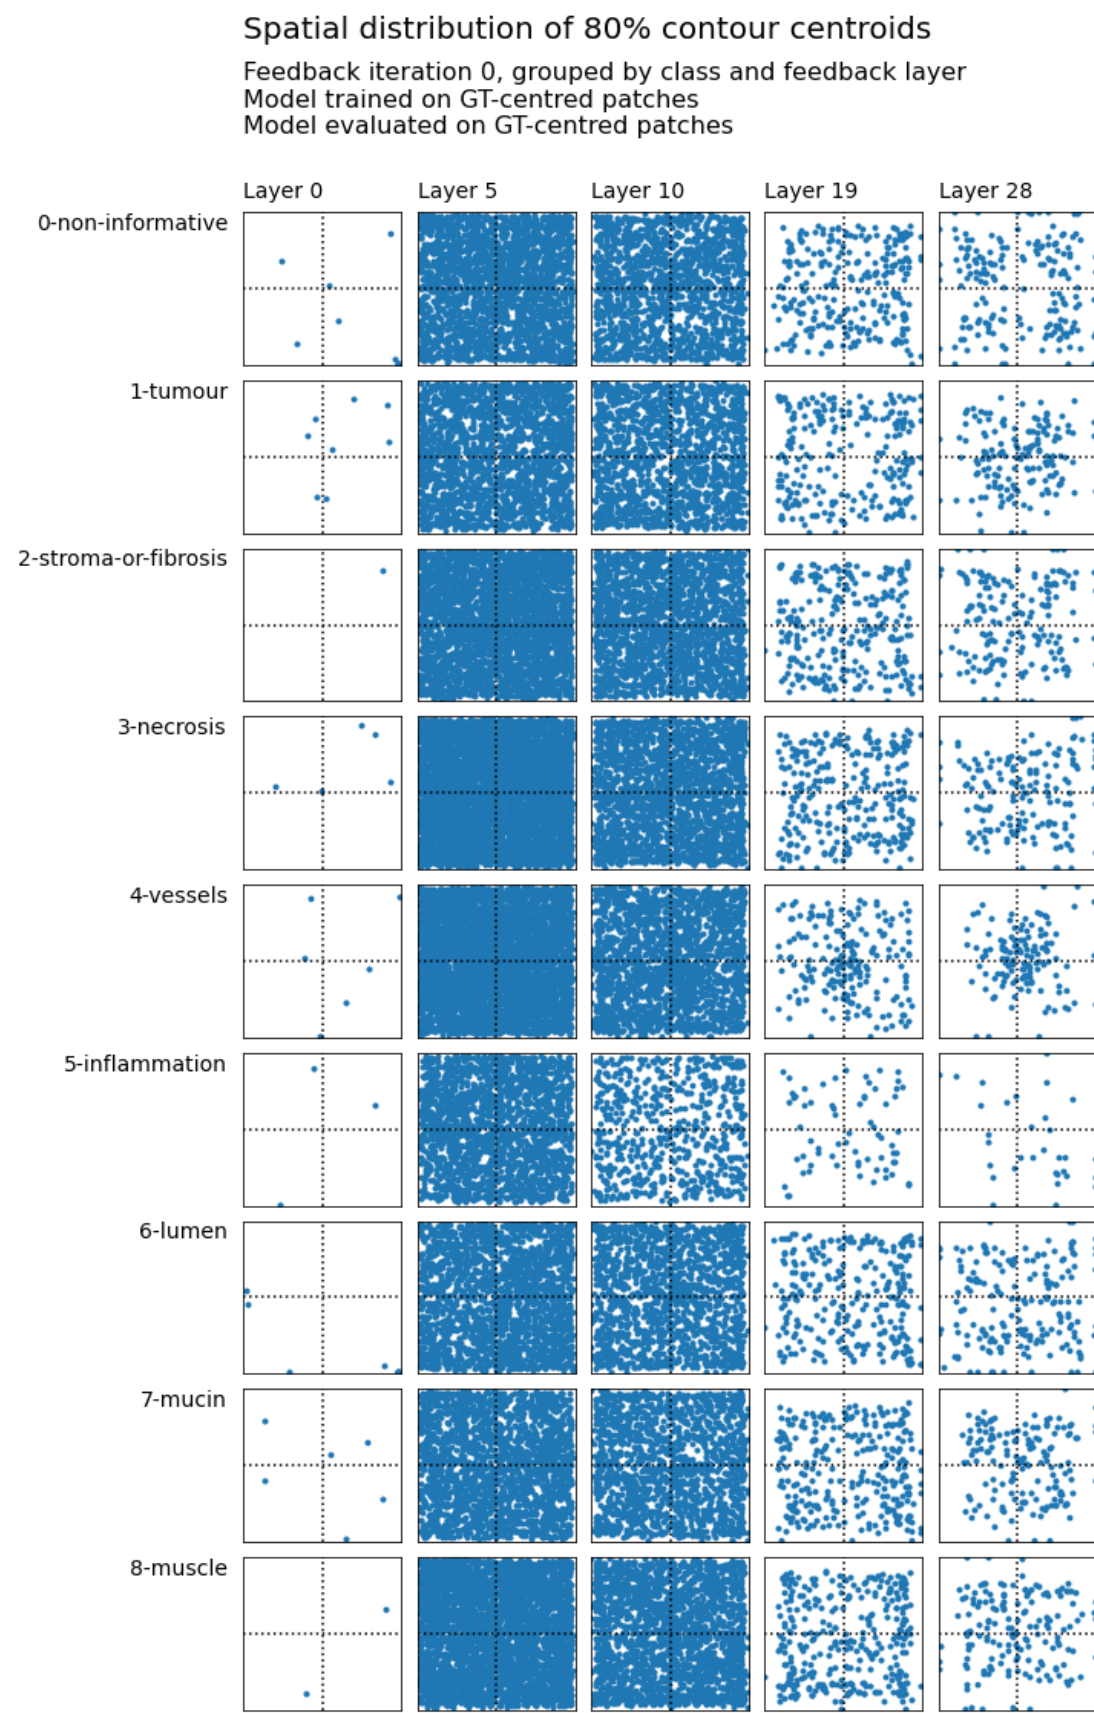 Spatial distribution of 80% contour centroids
Feedback iteration 0, grouped by class and feedback layer
Model trained on GT-centred patches
Model evaluated on GT-centred patches
Layer 0 Layer 5 Layer 10 Layer 19 Layer 28
0-non-informative
1-tumour
2-stroma-or-fibrosis
3-necrosis
4-vessels
5-inflammation
6-lumen
7-mucin
8-muscle